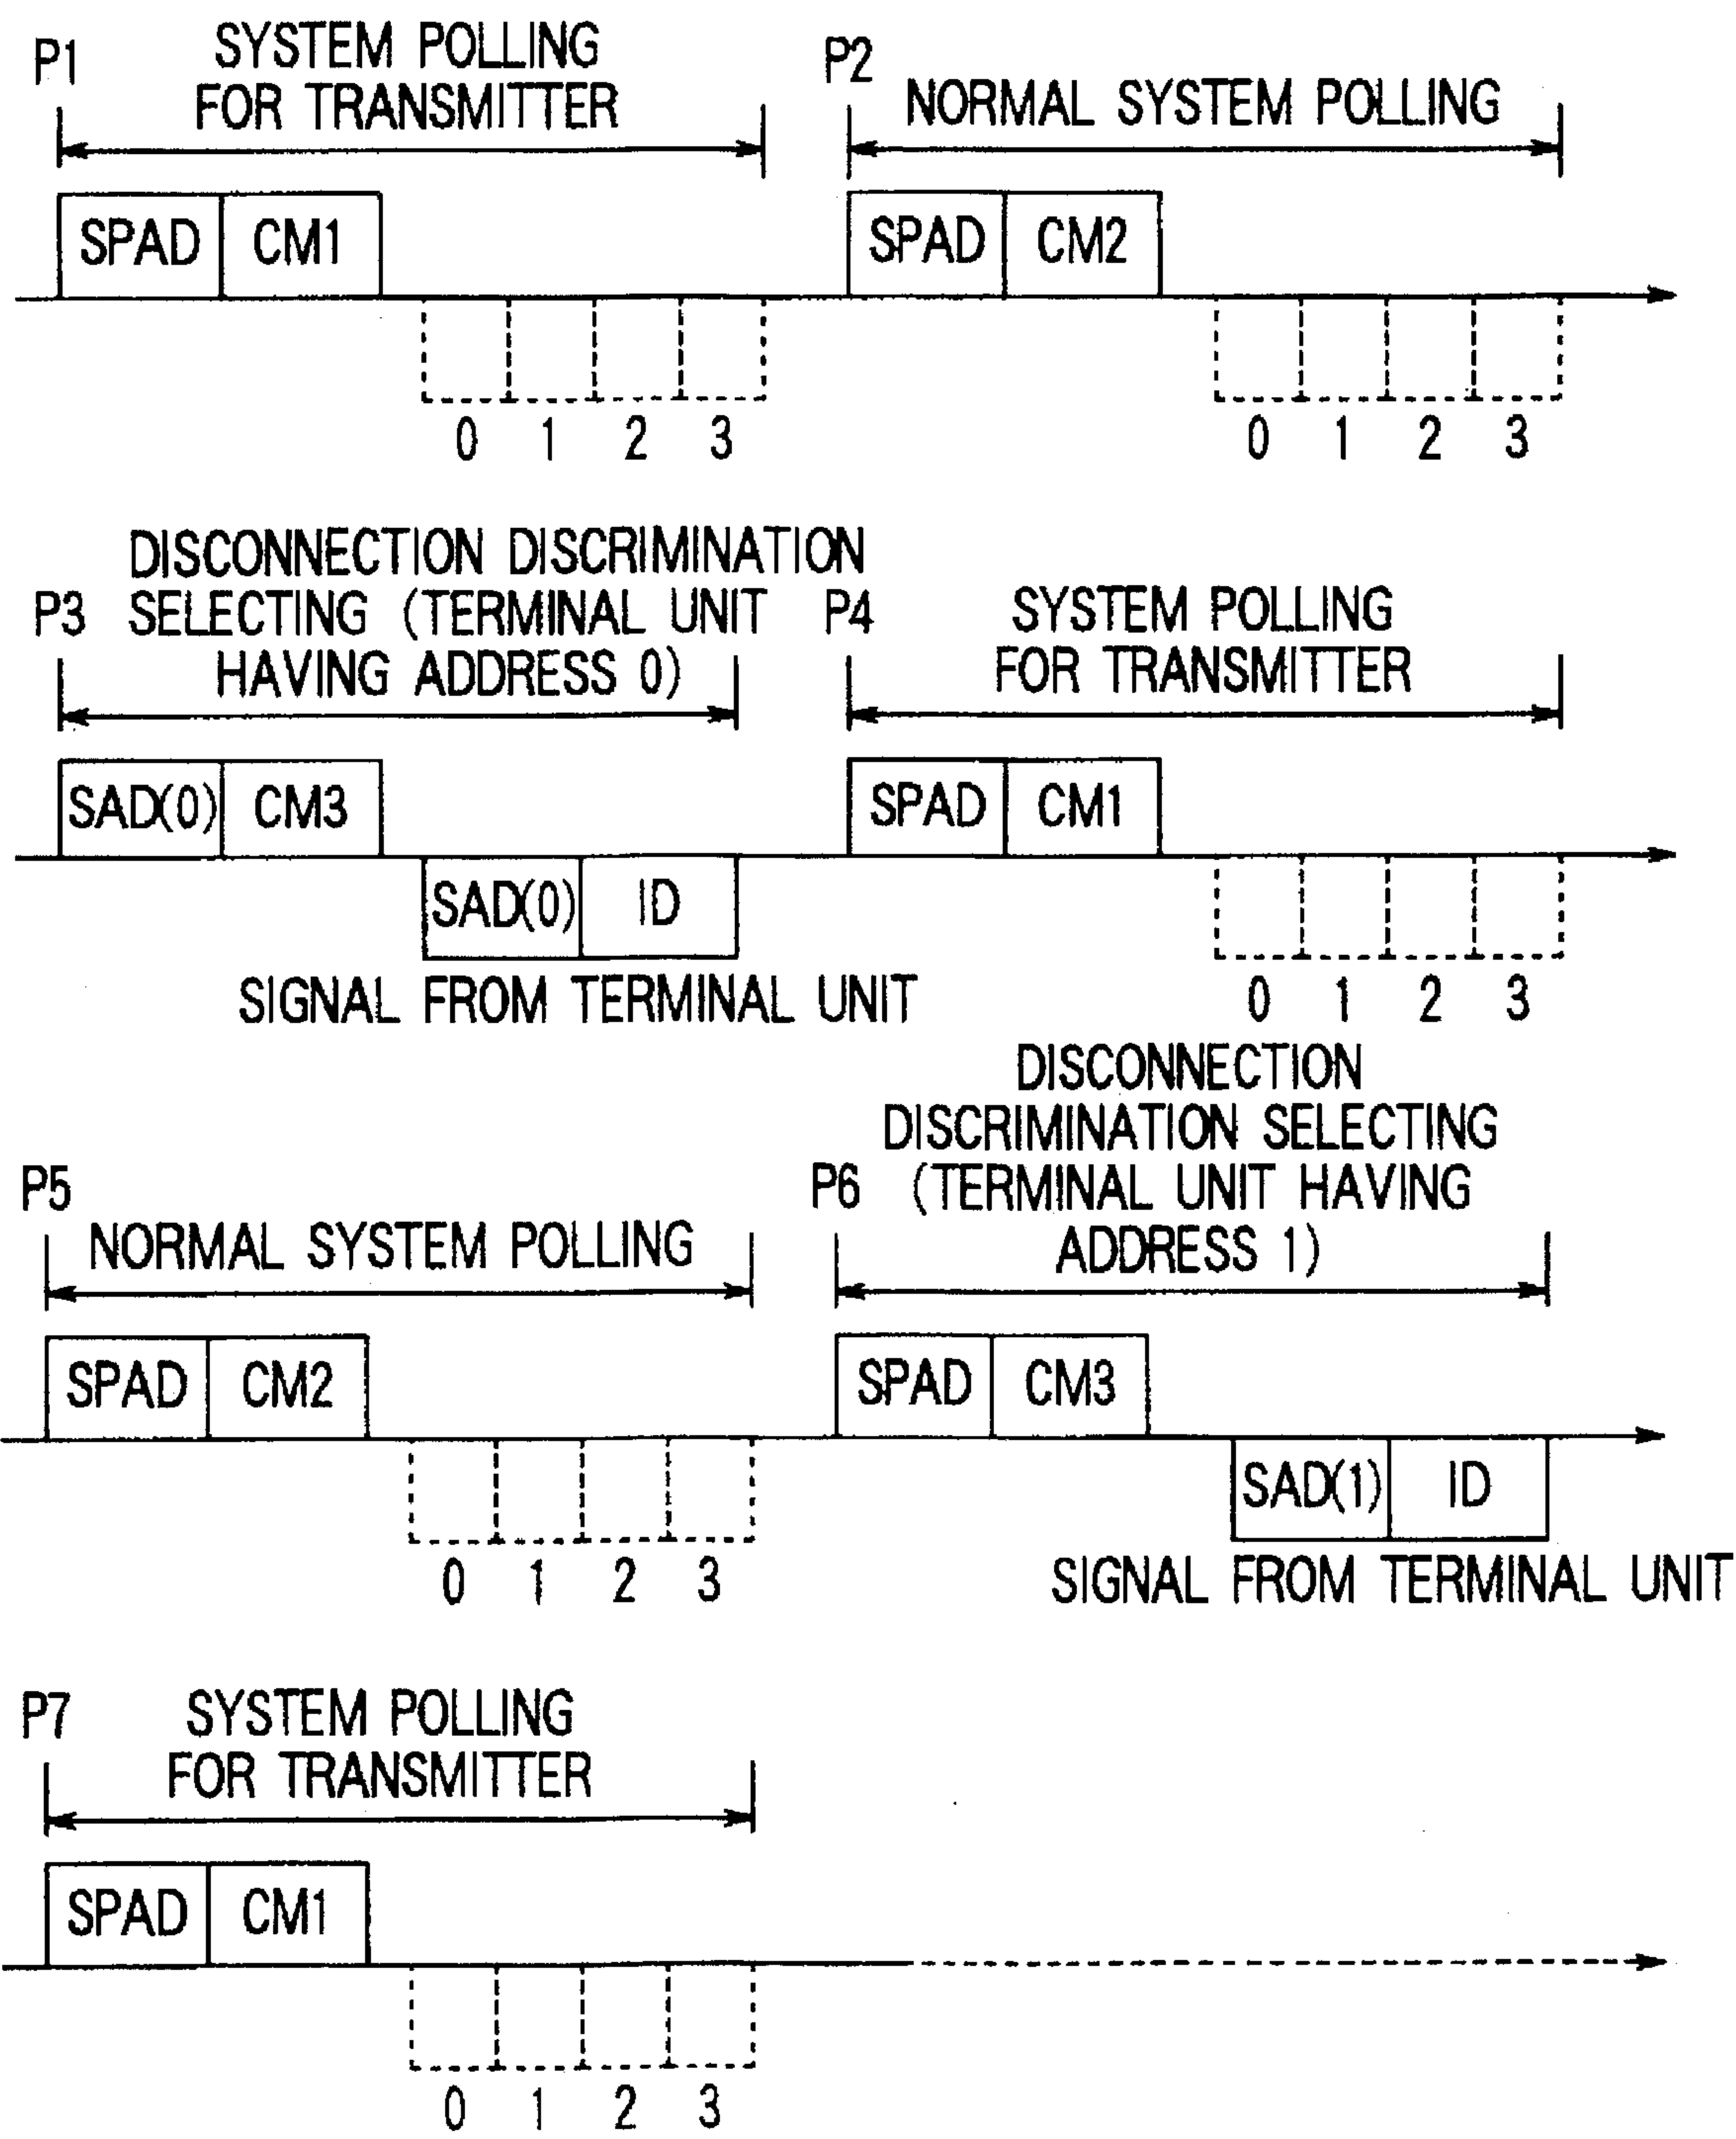 P1
SYSTEM POLLING
FOR TRANSMITTER
P2
NORMAL SYSTEM POLLING
SPAD
CM1
SPAD
CM2
0 1 2 3
0 1 2 3
P3
DISCONNECTION DISCRIMINATION
SELECTING (TERMINAL UNIT
HAVING ADDRESS 0)
P4
SYSTEM POLLING
FOR TRANSMITTER
SAD(0)
CM3
SPAD
CM1
SAD(0)
ID
SIGNAL FROM TERMINAL UNIT
0 1 2 3
P5
NORMAL SYSTEM POLLING
P6
DISCONNECTION
DISCRIMINATION SELECTING
(TERMINAL UNIT HAVING
ADDRESS 1)
SPAD
CM2
SPAD
CM3
0 1 2 3
SAD(1)
ID
SIGNAL FROM TERMINAL UNIT
P7
SYSTEM POLLING
FOR TRANSMITTER
SPAD
CM1
0 1 2 3